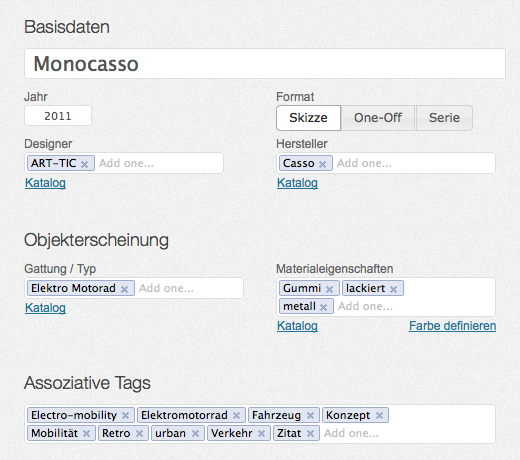 Basisdaten
Monocasso
Jahr Format
2011 Skizze One-Off Serie
Designer Hersteller
ART-TIC × Add one... Casso × Add one...
Katalog Katalog
Objekterscheinung
Gattung / Typ Materialeigenschaften
Elektro Motorad × Add one... Gummi × lackiert ×
metall × Add one...
Katalog Katalog Farbe definieren
Assoziative Tags
Electro-mobility × Elektromotorrad × Fahrzeug × Konzept ×
Mobilität × Retro × urban × Verkehr × Zitat × Add one...